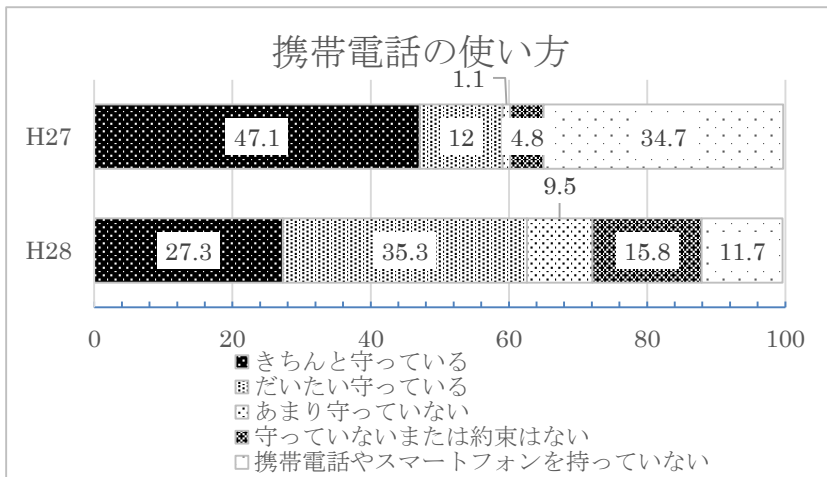 携帯電話の使い方
1.1
H27 47.1 12 4.8 34.7
9.5
H28 27.3 35.3 15.8 11.7
0 20 40 60 80 100
きちんと守っている
だいたい守っている
あまり守っていない
守っていないまたは約束はない
携帯電話やスマートフォンを持っていない